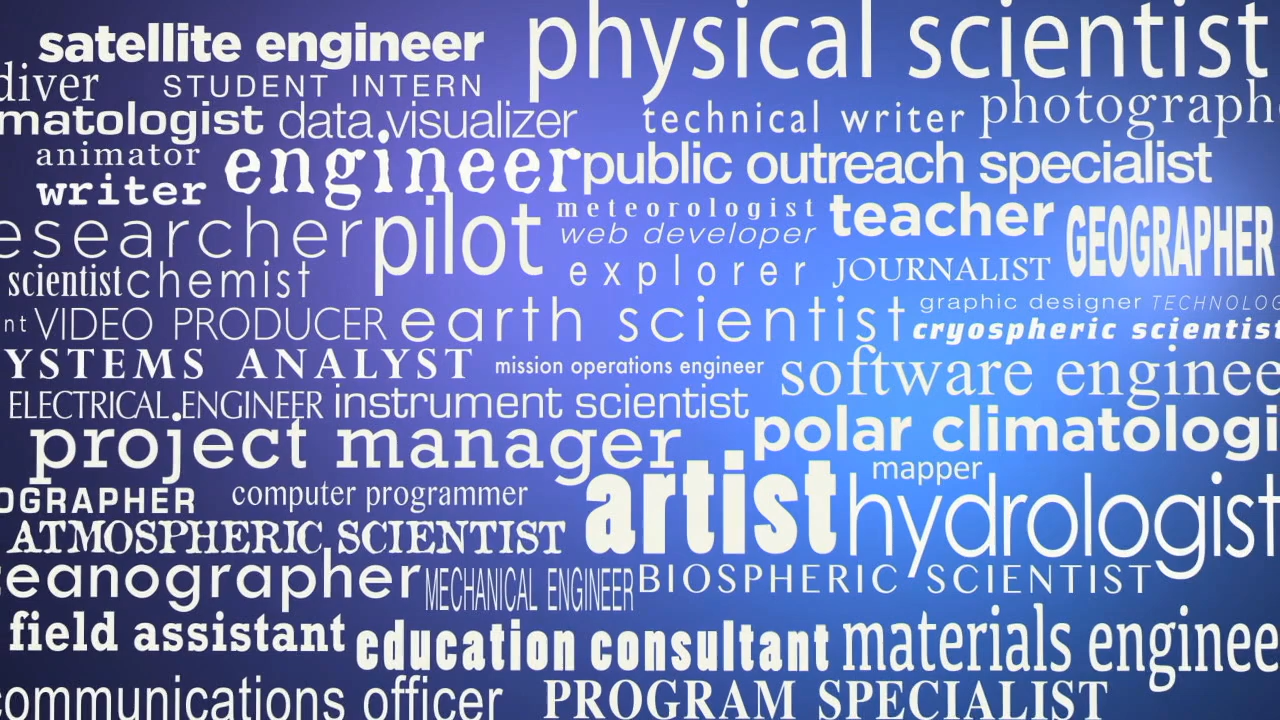 satellite engineer physical scientist
diver STUDENT INTERN
matologist data visualizer technical writer photograph
animator engineer public outreach specialist
writer
esearcher pilot meteorologist teacher GEOGRAPHER
web developer
scientist chemist explorer JOURNALIST
nt VIDEO PRODUCER earth scientist graphic designer TECHNOLOG
cryospheric scientist
YSTEMS ANALYST mission operations engineer software enginee
ELECTRICAL ENGINEER instrument scientist
project manager polar climatologi
mapper
OGRAPHER computer programmer artist hydrologist
ATMOSPHERIC SCIENTIST
eanographer MECHANICAL ENGINEER BIOSPHERIC SCIENTIST
field assistant education consultant materials enginee
ommunications officer PROGRAM SPECIALIST